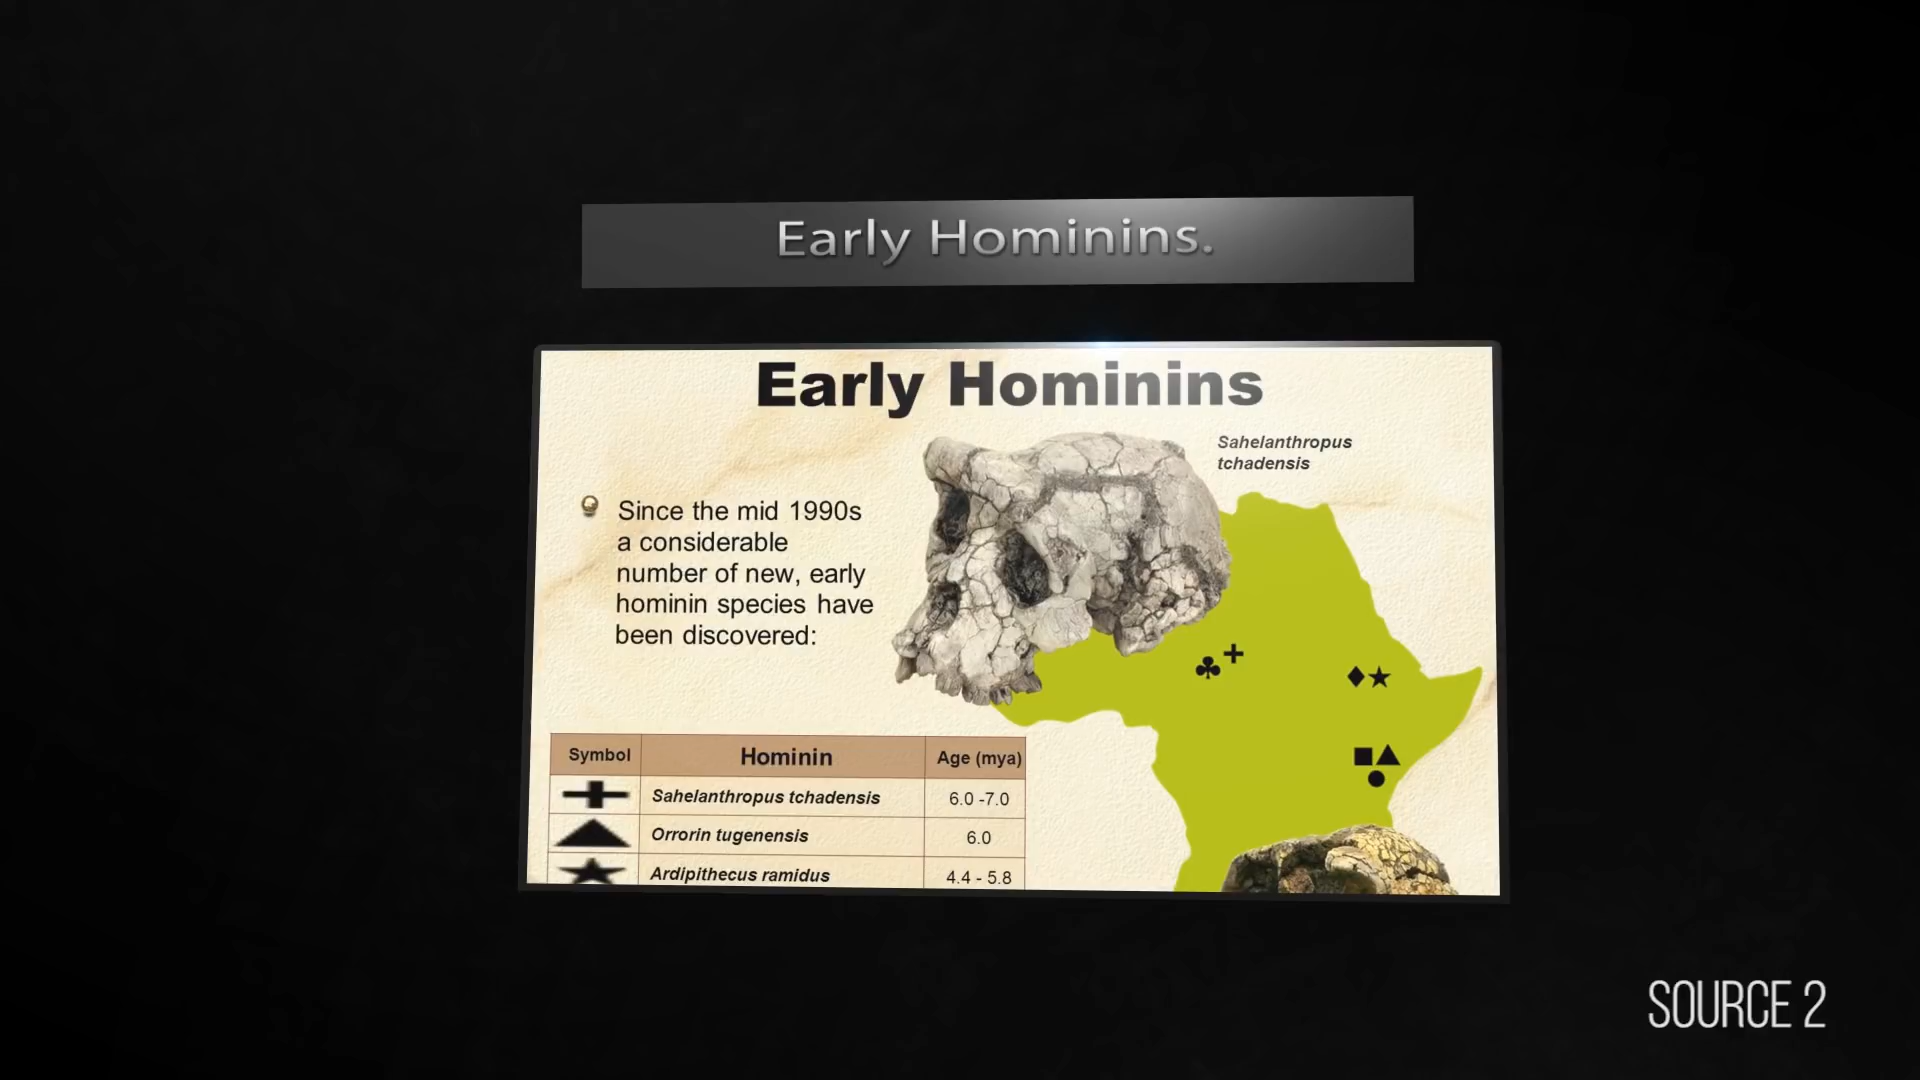 Early Hominins.
Early Hominins
Sahelanthropus
tchadensis
Since the mid 1990s
a considerable
number of new, early
hominin species have
been discovered:
Symbol Hominin Age (mya)
Sahelanthropus tchadensis 6.0 -7.0
Orrorin tugenensis 6.0
Ardipithecus ramidus 4.4 - 5.8
SOURCE 2